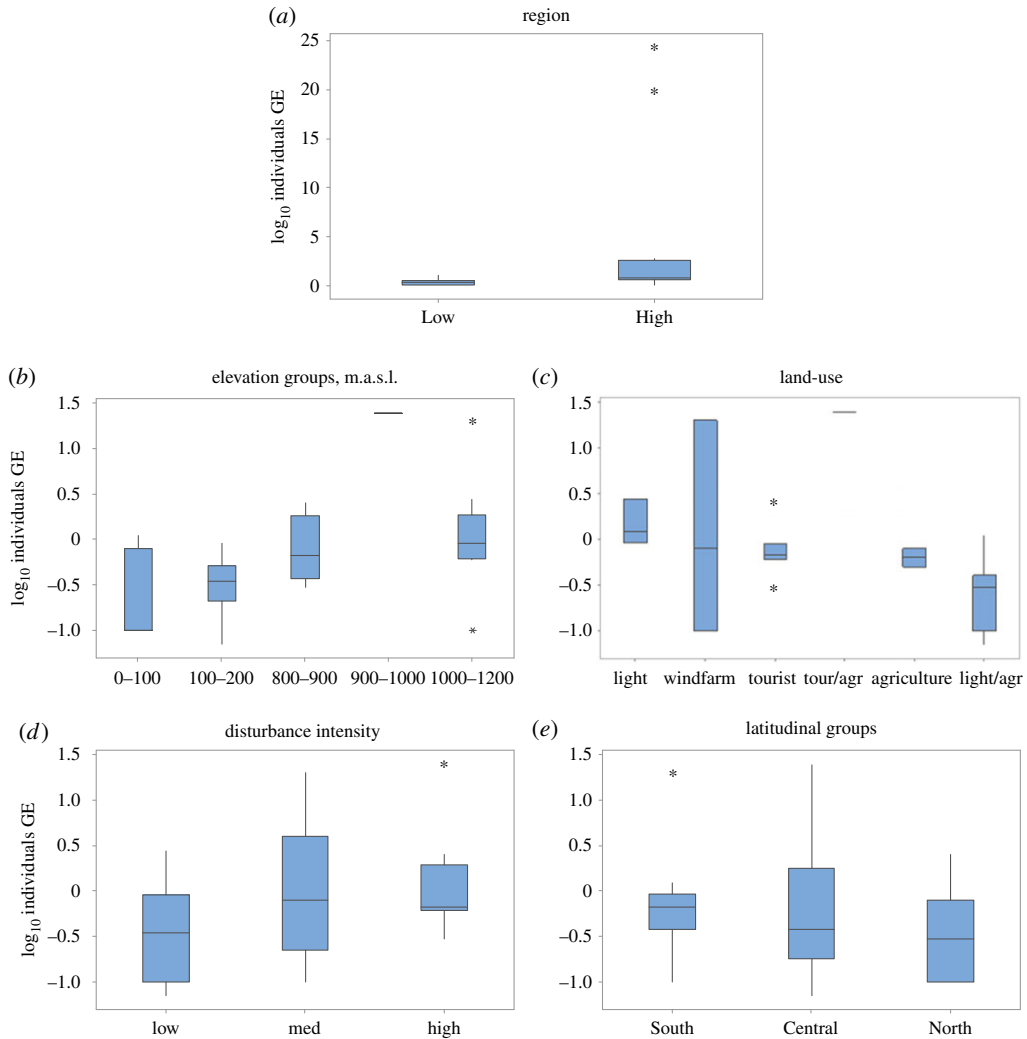 (a) region
log10 individuals GE
25
20
15
10
5
0
Low High
(b) elevation groups, m.a.s.l.
log10 individuals GE
1.5
1.0
0.5
0
–0.5
–1.0
0–100 100–200 800–900 900–1000 1000–1200
(c) land-use
1.5
1.0
0.5
0
–0.5
–1.0
light windfarm tourist tour/agr agriculture light/agr
(d) disturbance intensity
log10 individuals GE
1.5
1.0
0.5
0
–0.5
–1.0
low med high
(e) latitudinal groups
1.5
1.0
0.5
0
–0.5
–1.0
South Central North